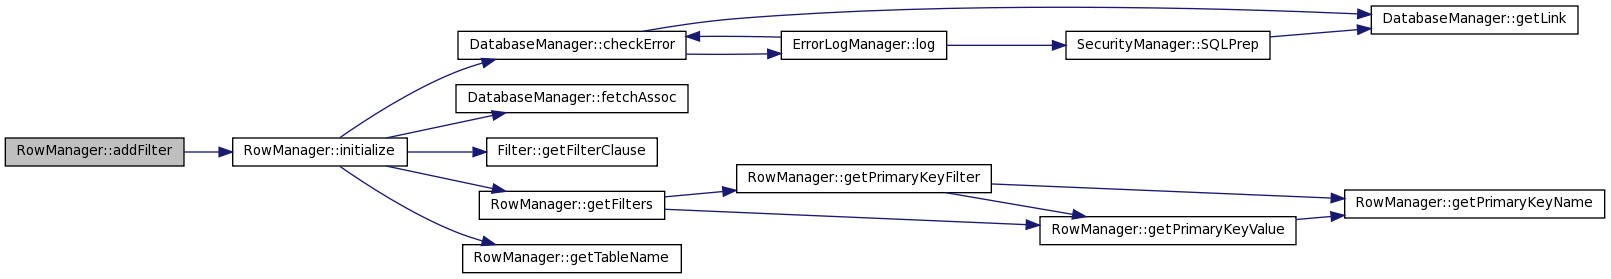 DatabaseManager::getLink
DatabaseManager::checkError
ErrorLogManager::log
SecurityManager::SQLPrep
DatabaseManager::fetchAssoc
RowManager::addFilter
RowManager::initialize
Filter::getFilterClause
RowManager::getPrimaryKeyFilter
RowManager::getFilters
RowManager::getPrimaryKeyName
RowManager::getPrimaryKeyValue
RowManager::getTableName